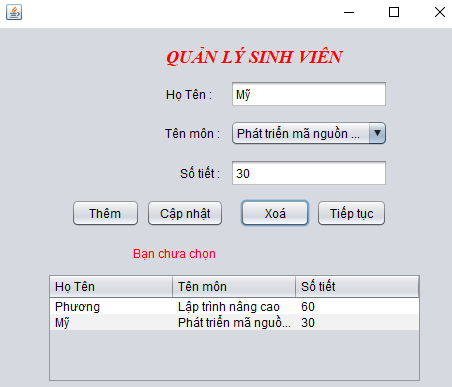 QUẢN LÝ SINH VIÊN
Họ Tên : Mỹ
Tên môn : Phát triển mã nguồn ...
Số tiết : 30
Thêm Cập nhật Xoá Tiếp tục
Bạn chưa chọn
Họ Tên Tên môn Số tiết
Phương Lập trình nâng cao 60
Mỹ Phát triển mã nguồ... 30